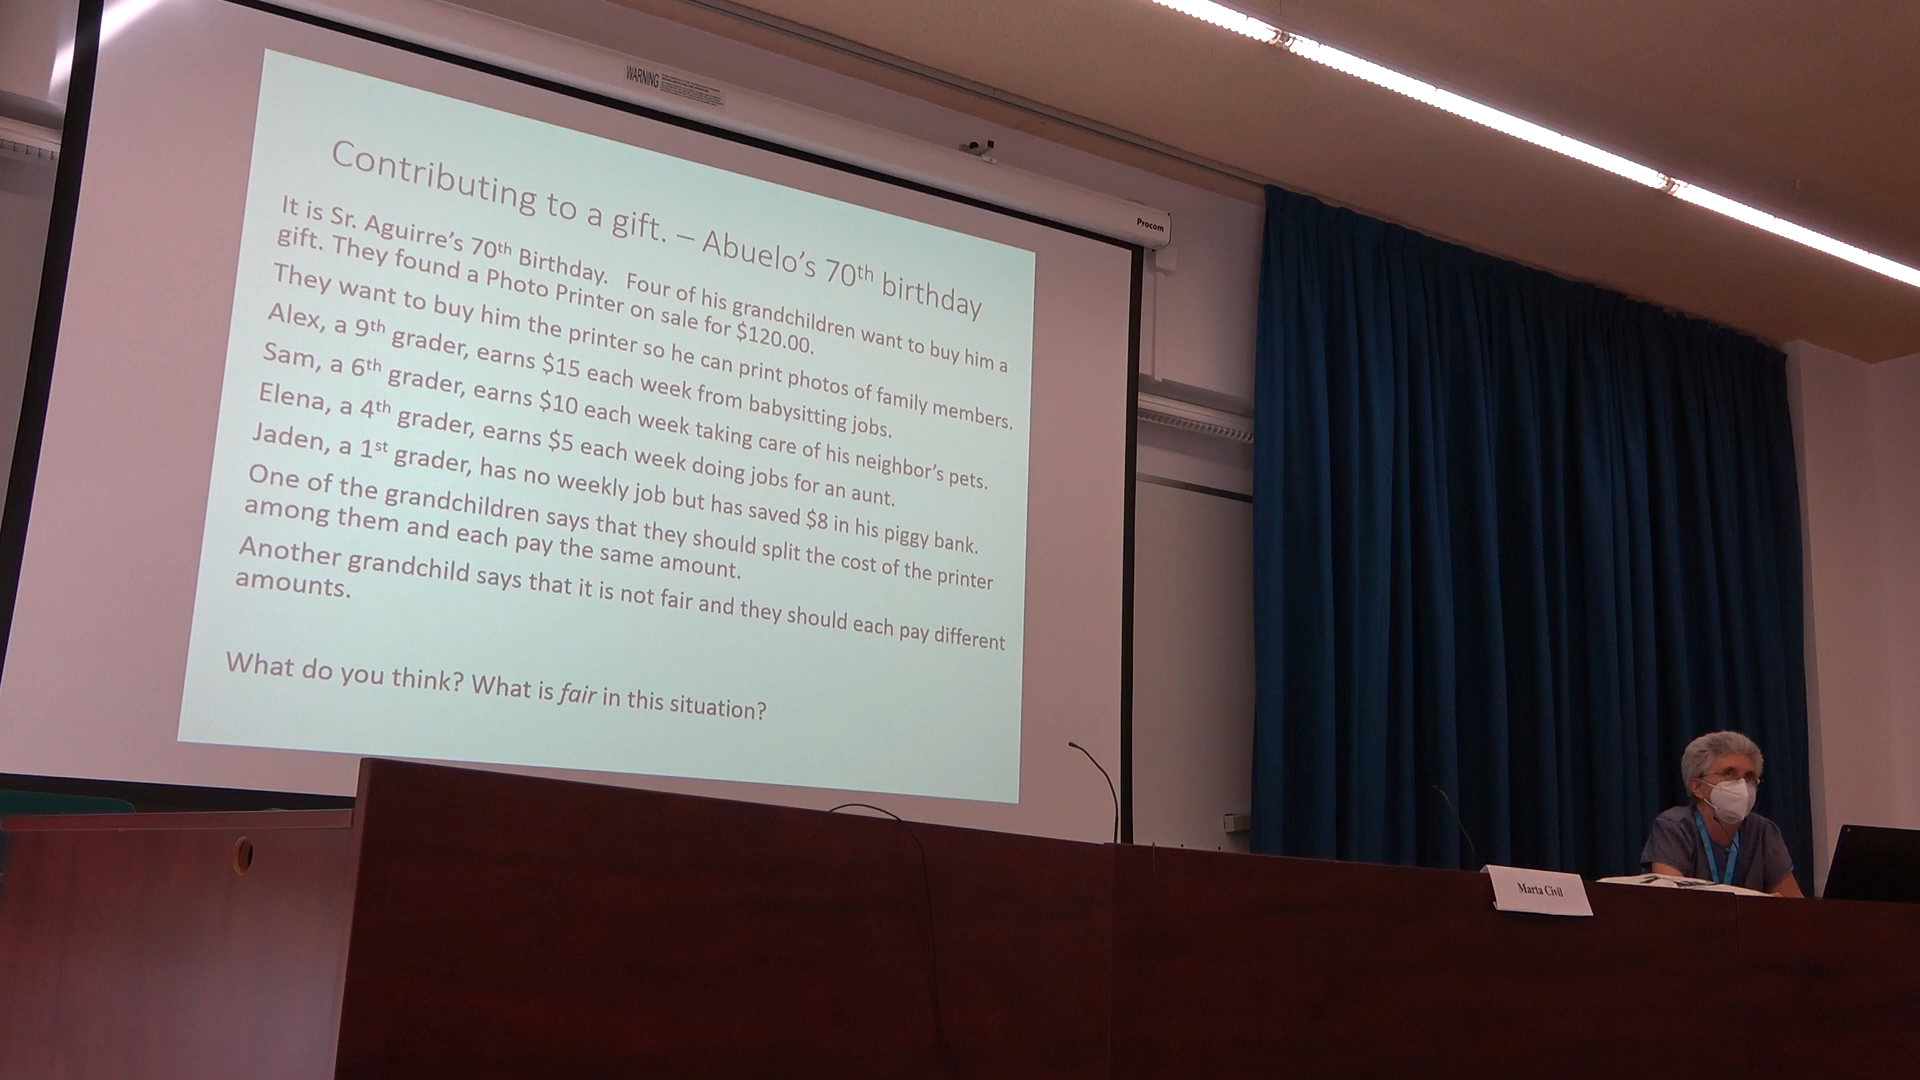 WARNING
Procom
Contributing to a gift. – Abuelo's 70th birthday
It is Sr. Aguirre's 70th Birthday. Four of his grandchildren want to buy him a
gift. They found a Photo Printer on sale for $120.00.
They want to buy him the printer so he can print photos of family members.
Alex, a 9th grader, earns $15 each week from babysitting jobs.
Sam, a 6th grader, earns $10 each week taking care of his neighbor's pets.
Elena, a 4th grader, earns $5 each week doing jobs for an aunt.
Jaden, a 1st grader, has no weekly job but has saved $8 in his piggy bank.
One of the grandchildren says that they should split the cost of the printer
among them and each pay the same amount.
Another grandchild says that it is not fair and they should each pay different
amounts.
What do you think? What is fair in this situation?
Marta Civil